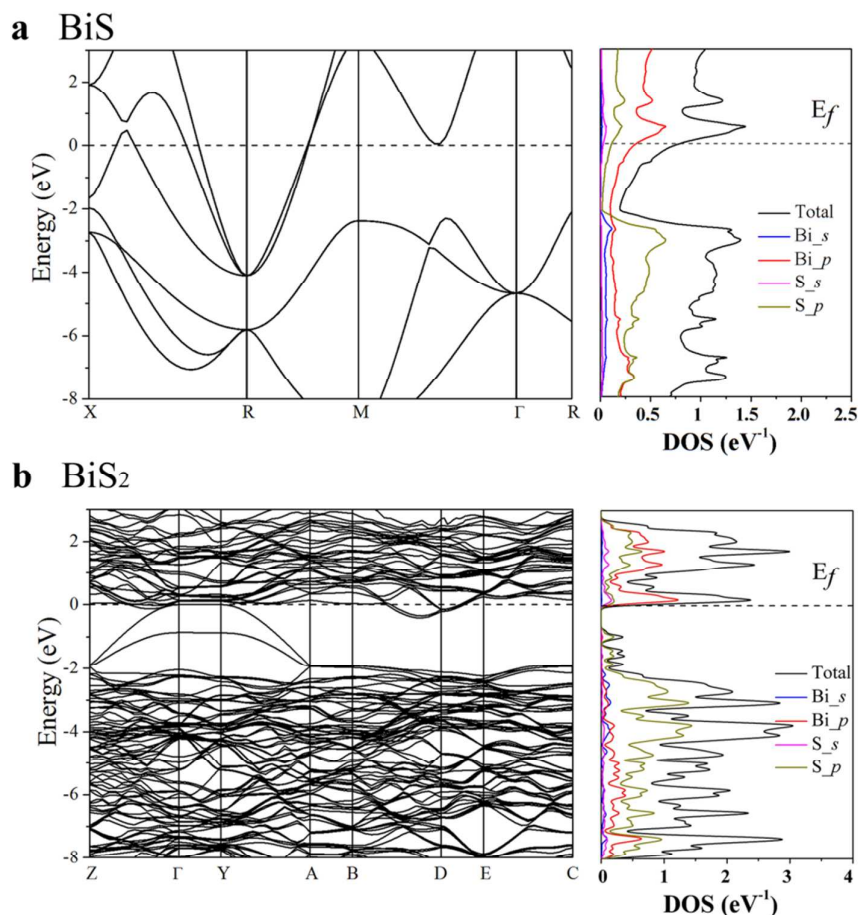 a BiS
Energy (eV)
2
0
-2
-4
-6
-8
X R M Γ R
Ef
Total
Bi_s
Bi_p
S_s
S_p
0 0.5 1.0 1.5 2.0 2.5
DOS (eV⁻¹)
b BiS₂
Energy (eV)
2
0
-2
-4
-6
-8
Z Γ Y A B D E C
Ef
Total
Bi_s
Bi_p
S_s
S_p
0 1 2 3 4
DOS (eV⁻¹)